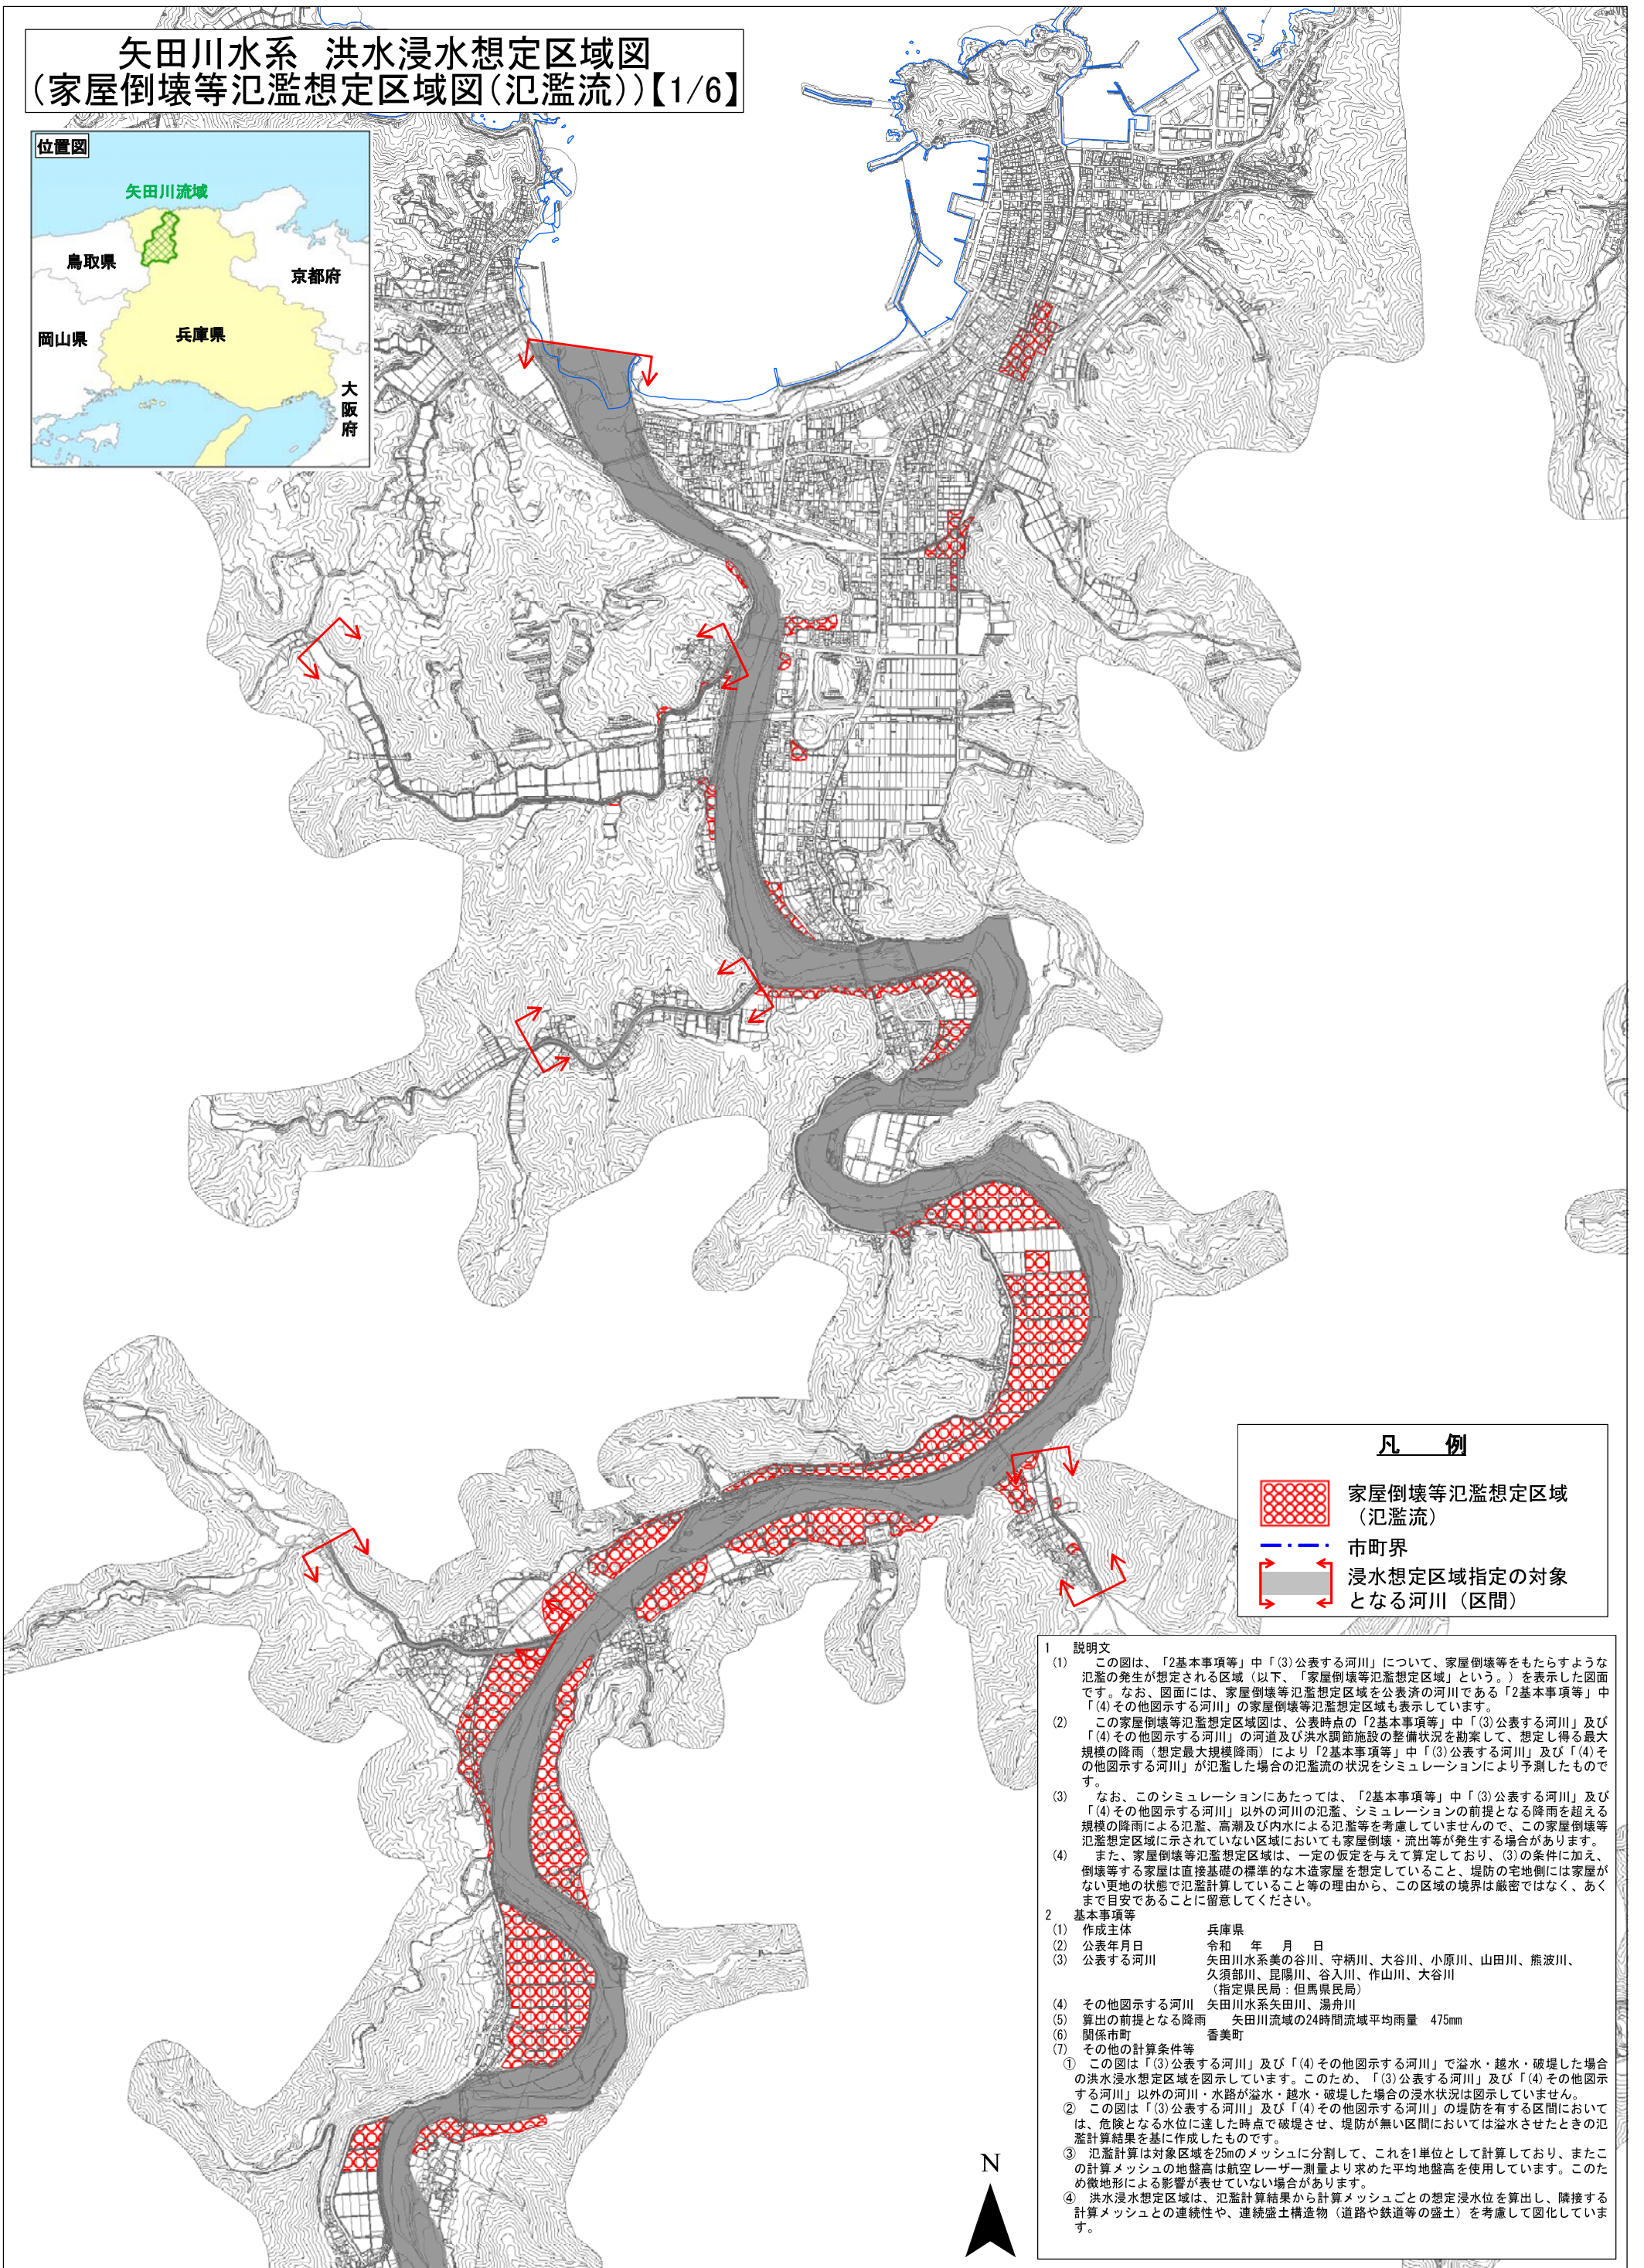 矢田川水系 洪水浸水想定区域図
(家屋倒壊等氾濫想定区域図(氾濫流))【1/6】
位置図
矢田川流域
鳥取県
京都府
岡山県
兵庫県
大阪府
凡 例
家屋倒壊等氾濫想定区域
(氾濫流)
市町界
浸水想定区域指定の対象
となる河川(区間)
1 説明文
(1) この図は、「2基本事項等」中「(3)公表する河川」について、家屋倒壊等をもたらすような
氾濫の発生が想定される区域(以下、「家屋倒壊等氾濫想定区域」という。)を表示した図面
です。なお、図面には、家屋倒壊等氾濫想定区域を公表済の河川である「2基本事項等」中
「(4)その他図示する河川」の家屋倒壊等氾濫想定区域も表示しています。
(2) この家屋倒壊等氾濫想定区域図は、公表時点の「2基本事項等」中「(3)公表する河川」及び
「(4)その他図示する河川」の河道及び洪水調節施設の整備状況を勘案して、想定し得る最大
規模の降雨(想定最大規模降雨)により「2基本事項等」中「(3)公表する河川」及び「(4)そ
の他図示する河川」が氾濫した場合の氾濫流の状況をシミュレーションにより予測したもので
す。
(3) なお、このシミュレーションにあたっては、「2基本事項等」中「(3)公表する河川」及び
「(4)その他図示する河川」以外の河川の氾濫、シミュレーションの前提となる降雨を超える
規模の降雨による氾濫、高潮及び内水による氾濫等を考慮していませんので、この家屋倒壊等
氾濫想定区域に示されていない区域においても家屋倒壊・流出等が発生する場合があります。
(4) また、家屋倒壊等氾濫想定区域は、一定の仮定を与えて算定しており、(3)の条件に加え、
倒壊等する家屋は直接基礎の標準的な木造家屋を想定していること、堤防の宅地側には家屋が
ない更地の状態で氾濫計算していること等の理由から、この区域の境界は厳密ではなく、あく
まで目安であることに留意してください。
2 基本事項等
(1) 作成主体 兵庫県
(2) 公表年月日 令和 年 月 日
(3) 公表する河川 矢田川水系美の谷川、守柄川、大谷川、小原川、山田川、熊波川、
久須部川、昆陽川、谷入川、作山川、大谷川
(指定県民局:但馬県民局)
(4) その他図示する河川 矢田川水系矢田川、湯舟川
(5) 算出の前提となる降雨 矢田川流域の24時間流域平均雨量 475mm
(6) 関係市町 香美町
(7) その他の計算条件等
① この図は「(3)公表する河川」及び「(4)その他図示する河川」で溢水・越水・破堤した場合
の洪水浸水想定区域を図示しています。このため、「(3)公表する河川」及び「(4)その他図示
する河川」以外の河川・水路が溢水・越水・破堤した場合の浸水状況は図示していません。
② この図は「(3)公表する河川」及び「(4)その他図示する河川」の堤防を有する区間において
は、危険となる水位に達した時点で破堤させ、堤防が無い区間においては溢水させたときの氾
濫計算結果を基に作成したものです。
③ 氾濫計算は対象区域を25mのメッシュに分割して、これを1単位として計算しており、またこ
の計算メッシュの地盤高は航空レーザー測量より求めた平均地盤高を使用しています。このた
め微地形による影響が表せていない場合があります。
④ 洪水浸水想定区域は、氾濫計算結果から計算メッシュごとの想定浸水位を算出し、隣接する
計算メッシュとの連続性や、連続盛土構造物(道路や鉄道等の盛土)を考慮して図化していま
す。
N